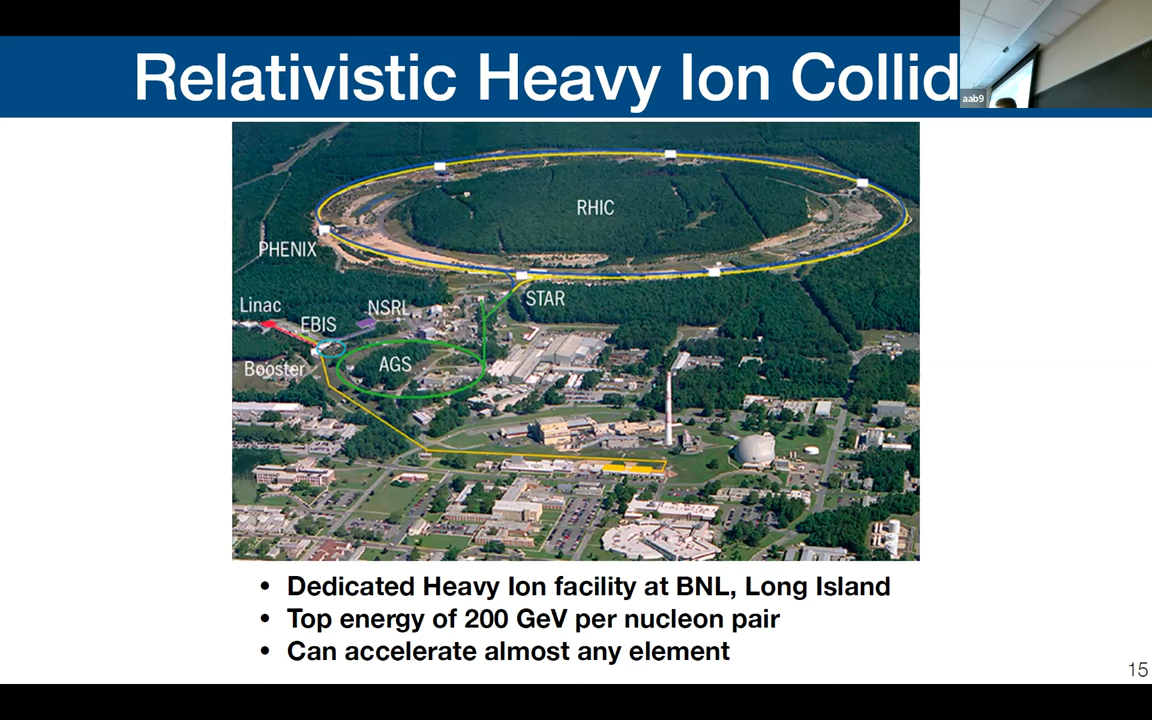 Relativistic Heavy Ion Collid
aab9
RHIC
PHENIX
STAR
Linac
NSRL
EBIS
AGS
Booster
• Dedicated Heavy Ion facility at BNL, Long Island
• Top energy of 200 GeV per nucleon pair
• Can accelerate almost any element
15